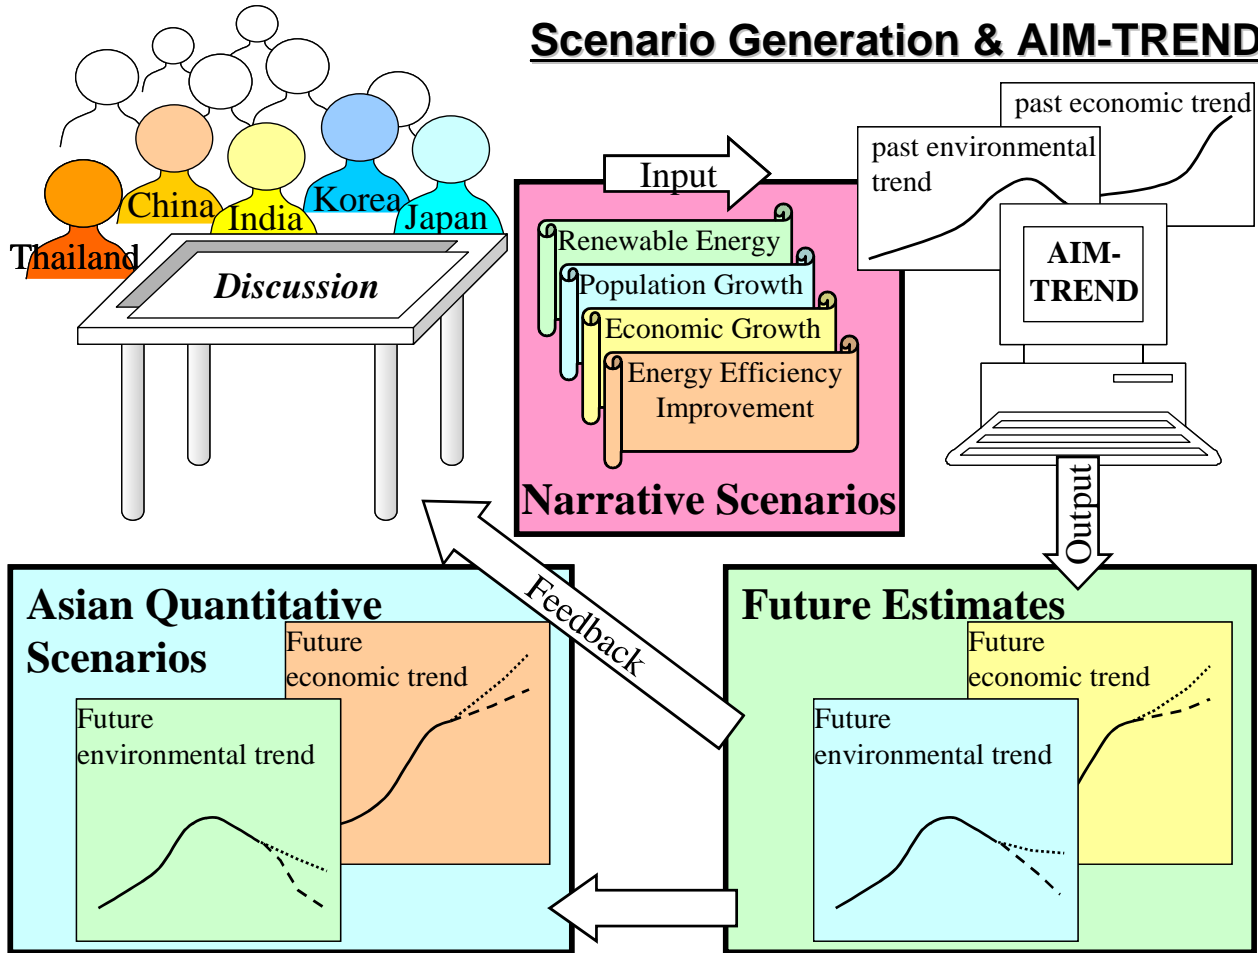 Scenario Generation & AIM-TREND
past economic trend
past environmental
trend
Input
China
India
Korea
Japan
Thailand
Discussion
Renewable Energy
Population Growth
Economic Growth
Energy Efficiency
Improvement
Narrative Scenarios
AIM-
TREND
Output
Feedback
Asian Quantitative
Scenarios
Future
economic trend
Future
environmental trend
Future Estimates
Future
economic trend
Future
environmental trend